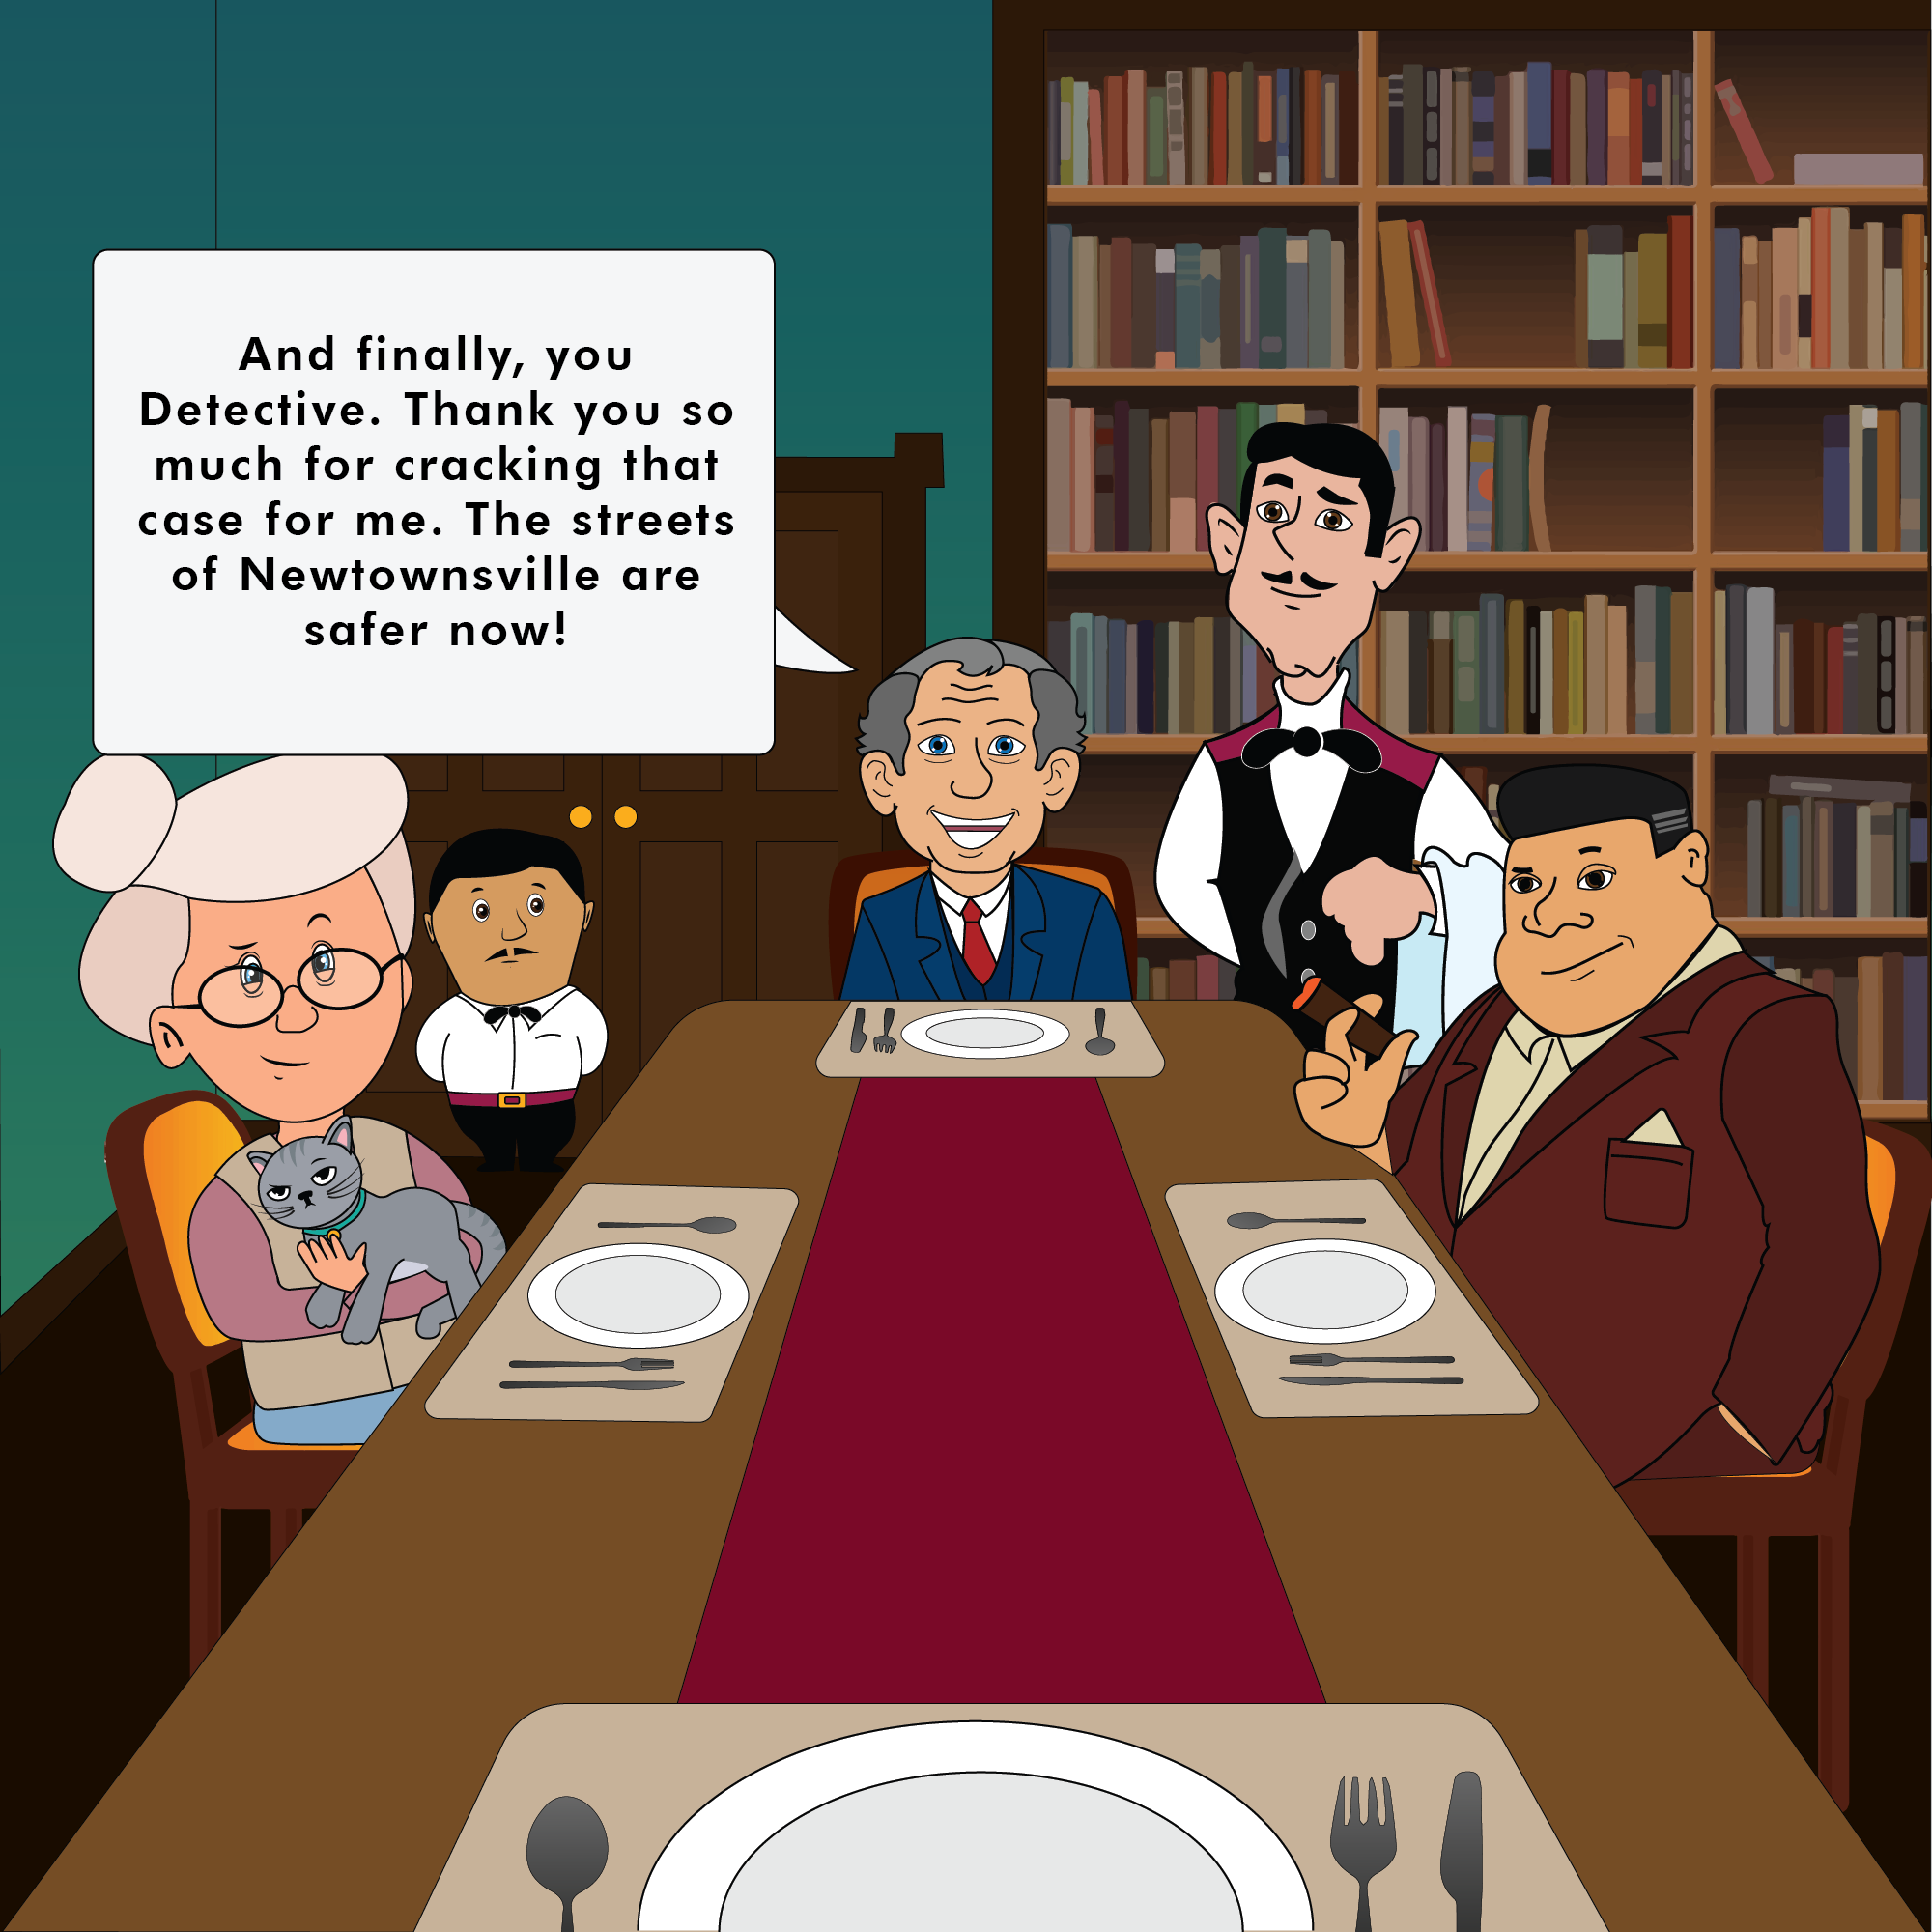 And finally, you
Detective. Thank you so
much for cracking that
case for me. The streets
of Newtownsville are
safer now!